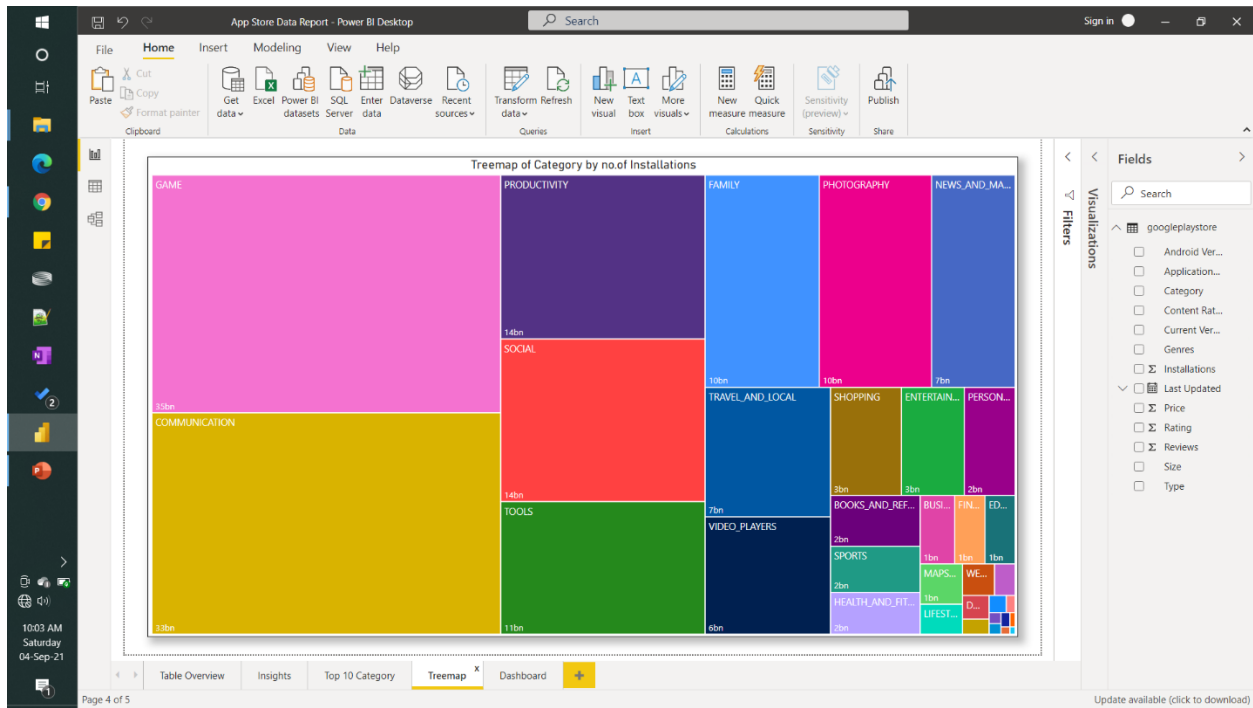 App Store Data Report - Power BI Desktop
Search
Sign in
File
Home
Insert
Modeling
View
Help
Paste
Cut
Copy
Format painter
Get data
Excel
Power BI datasets
SQL Server
Enter data
Dataverse
Recent sources
Transform data
Refresh
New visual
Text box
More visuals
New measure
Quick measure
Sensitivity (preview)
Publish
Clipboard
Data
Queries
Insert
Calculations
Sensitivity
Share
Treemap of Category by no.of Installations
GAME
35bn
COMMUNICATION
33bn
PRODUCTIVITY
14bn
SOCIAL
14bn
TOOLS
11bn
FAMILY
10bn
PHOTOGRAPHY
10bn
NEWS_AND_MA...
7bn
TRAVEL_AND_LOCAL
7bn
VIDEO_PLAYERS
6bn
SHOPPING
3bn
ENTERTAIN...
3bn
PERSON...
2bn
BOOKS_AND_REF...
2bn
SPORTS
2bn
HEALTH_AND_FIT...
2bn
BUSI...
1bn
FIN...
1bn
ED...
1bn
MAPS...
1bn
LIFEST...
WE...
D...
Filters
Visualizations
Fields
Search
googleplaystore
Android Ver...
Application...
Category
Content Rat...
Current Ver...
Genres
Σ Installations
Last Updated
Σ Price
Σ Rating
Σ Reviews
Size
Type
2
10:03 AM
Saturday
04-Sep-21
1
Table Overview
Insights
Top 10 Category
Treemap
x
Dashboard
+
Page 4 of 5
Update available (click to download)